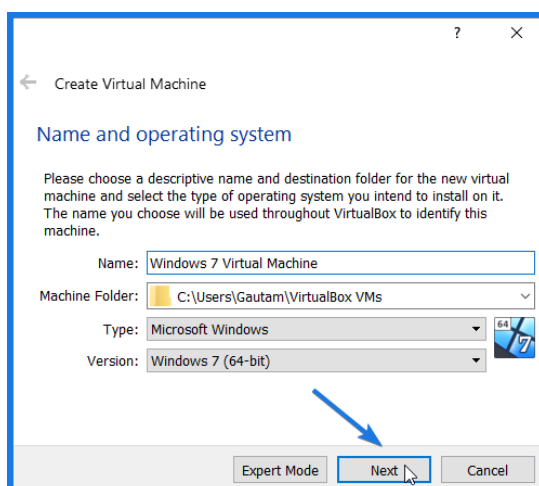 ?
Create Virtual Machine
Name and operating system
Please choose a descriptive name and destination folder for the new virtual
machine and select the type of operating system you intend to install on it.
The name you choose will be used throughout VirtualBox to identify this
machine.
Name: Windows 7 Virtual Machine
Machine Folder: C:\Users\Gautam\VirtualBox VMs
Type: Microsoft Windows
64
7
Version: Windows 7 (64-bit)
Expert Mode Next Cancel